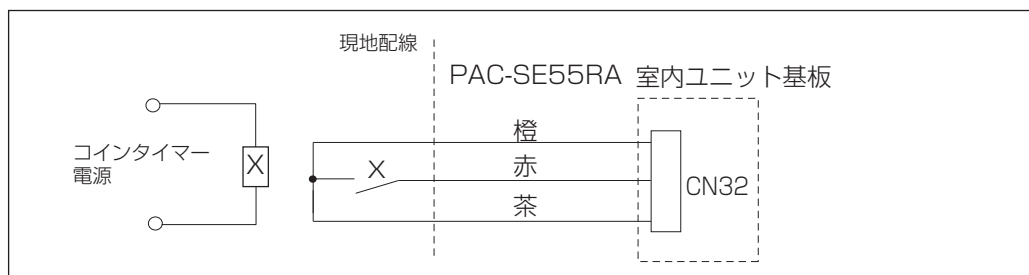 現地配線
PAC-SE55RA 室内ユニット基板
橙
コインタイマー
電源
X
X
赤
CN32
茶